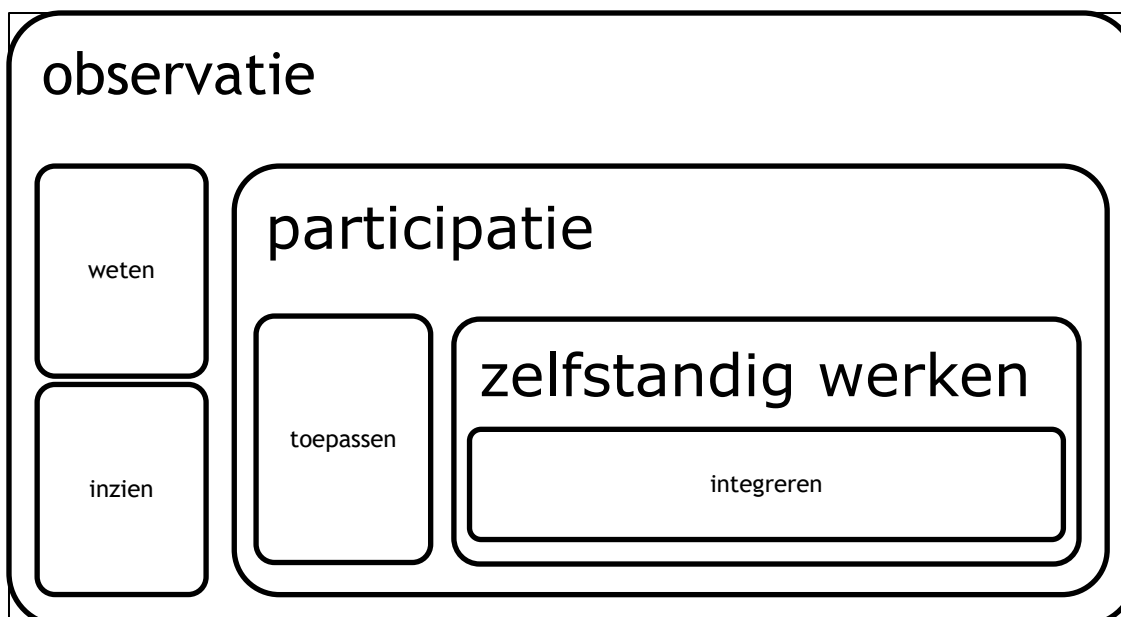 observatie
weten
inzien
participatie
toepassen
zelfstandig werken
integreren